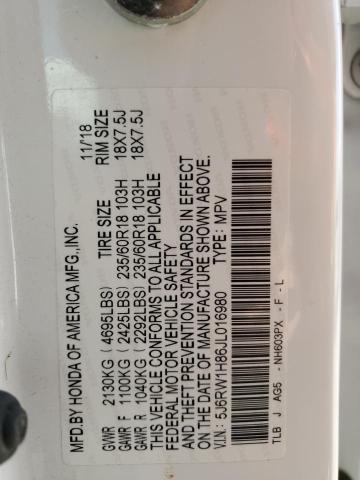 MFD.BY HONDA OF AMERICA MFG.,INC. 11/18
TIRE SIZE RIM SIZE
GVWR 2130KG (4695LBS)
GAWR F 1100KG (2425LBS) 235/60R18 103H 18X7.5J
GAWR R 1040KG (2292LBS) 235/60R18 103H 18X7.5J
THIS VEHICLE CONFORMS TO ALL APPLICABLE
FEDERAL MOTOR VEHICLE SAFETY
AND THEFT PREVENTION STANDARDS IN EFFECT
ON THE DATE OF MANUFACTURE SHOWN ABOVE.
V.I.N: 5J6RW1H86JL016980 TYPE: MPV
TLB J AG5 - NH603PX - F - L